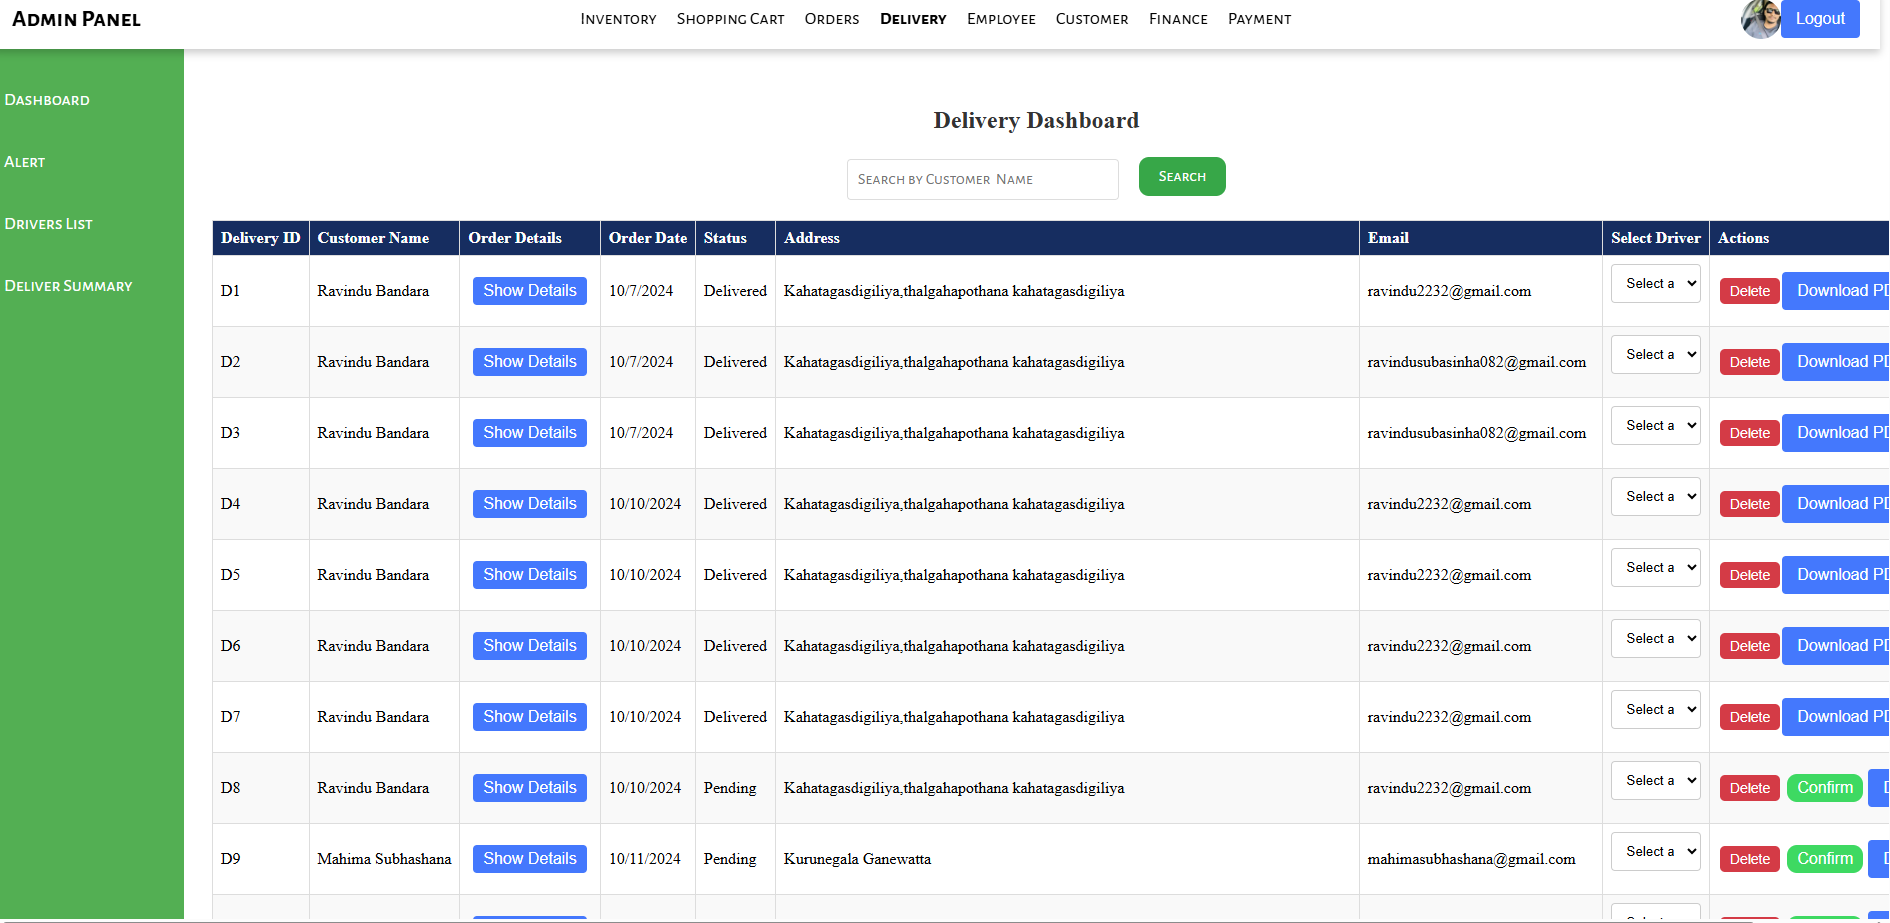 Admin Panel
Inventory Shopping Cart Orders Delivery Employee Customer Finance Payment
Logout
Dashboard
Alert
Drivers List
Deliver Summary
Delivery Dashboard
Search by Customer Name
Search
Delivery ID Customer Name Order Details Order Date Status Address Email Select Driver Actions
D1 Ravindu Bandara Show Details 10/7/2024 Delivered Kahatagasdigiliya,thalgahapothana kahatagasdigiliya ravindu2232@gmail.com Select a Delete Download
D2 Ravindu Bandara Show Details 10/7/2024 Delivered Kahatagasdigiliya,thalgahapothana kahatagasdigiliya ravindusubasinha082@gmail.com Select a Delete Download
D3 Ravindu Bandara Show Details 10/7/2024 Delivered Kahatagasdigiliya,thalgahapothana kahatagasdigiliya ravindusubasinha082@gmail.com Select a Delete Download
D4 Ravindu Bandara Show Details 10/10/2024 Delivered Kahatagasdigiliya,thalgahapothana kahatagasdigiliya ravindu2232@gmail.com Select a Delete Download
D5 Ravindu Bandara Show Details 10/10/2024 Delivered Kahatagasdigiliya,thalgahapothana kahatagasdigiliya ravindu2232@gmail.com Select a Delete Download
D6 Ravindu Bandara Show Details 10/10/2024 Delivered Kahatagasdigiliya,thalgahapothana kahatagasdigiliya ravindu2232@gmail.com Select a Delete Download
D7 Ravindu Bandara Show Details 10/10/2024 Delivered Kahatagasdigiliya,thalgahapothana kahatagasdigiliya ravindu2232@gmail.com Select a Delete Download
D8 Ravindu Bandara Show Details 10/10/2024 Pending Kahatagasdigiliya,thalgahapothana kahatagasdigiliya ravindu2232@gmail.com Select a Delete Confirm
D9 Mahima Subhashana Show Details 10/11/2024 Pending Kurunegala Ganewatta mahimasubhashana@gmail.com Select a Delete Confirm